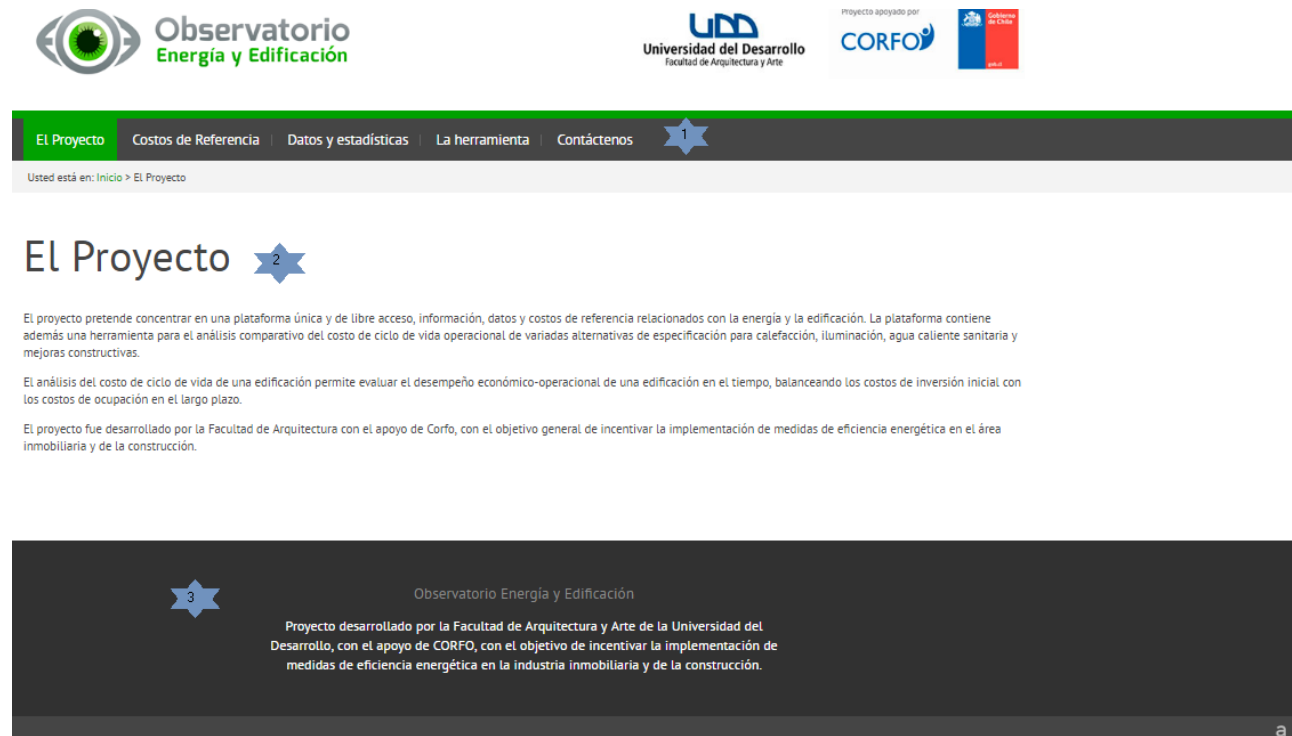 Observatorio
Energía y Edificación
UDD
Universidad del Desarrollo
Facultad de Arquitectura y Arte
Proyecto apoyado por
CORFO
Gobierno
de Chile
gob.cl
El Proyecto
Costos de Referencia
Datos y estadísticas
La herramienta
Contáctenos
1
Usted está en: Inicio > El Proyecto
El Proyecto
2
El proyecto pretende concentrar en una plataforma única y de libre acceso, información, datos y costos de referencia relacionados con la energía y la edificación. La plataforma contiene
además una herramienta para el análisis comparativo del costo de ciclo de vida operacional de variadas alternativas de especificación para calefacción, iluminación, agua caliente sanitaria y
mejoras constructivas.
El análisis del costo de ciclo de vida de una edificación permite evaluar el desempeño económico-operacional de una edificación en el tiempo, balanceando los costos de inversión inicial con
los costos de ocupación en el largo plazo.
El proyecto fue desarrollado por la Facultad de Arquitectura con el apoyo de Corfo, con el objetivo general de incentivar la implementación de medidas de eficiencia energética en el área
inmobiliaria y de la construcción.
3
Observatorio Energía y Edificación
Proyecto desarrollado por la Facultad de Arquitectura y Arte de la Universidad del
Desarrollo, con el apoyo de CORFO, con el objetivo de incentivar la implementación de
medidas de eficiencia energética en la industria inmobiliaria y de la construcción.
a